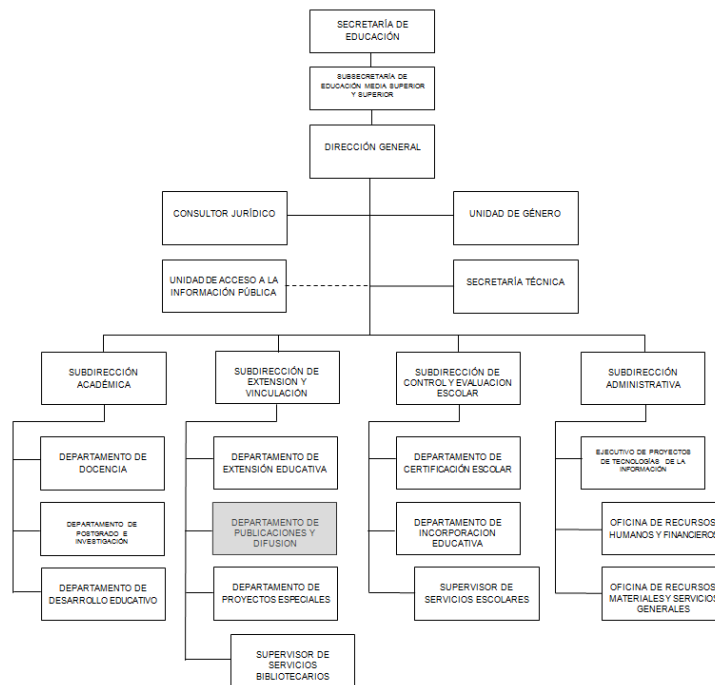 SECRETARÍA DE
EDUCACIÓN
SUBSECRETARÍA DE
EDUCACIÓN MEDIA SUPERIOR
Y SUPERIOR
DIRECCIÓN GENERAL
CONSULTOR JURÍDICO
UNIDAD DE GÉNERO
UNIDAD DE ACCESO A LA
INFORMACIÓN PÚBLICA
SECRETARÍA TÉCNICA
SUBDIRECCIÓN
ACADÉMICA
SUBDIRECCIÓN DE
EXTENSION Y
VINCULACIÓN
SUBDIRECCIÓN DE
CONTROL Y EVALUACION
ESCOLAR
SUBDIRECCIÓN
ADMINISTRATIVA
DEPARTAMENTO DE
DOCENCIA
DEPARTAMENTO DE
EXTENSIÓN EDUCATIVA
DEPARTAMENTO DE
CERTIFICACIÓN ESCOLAR
EJECUTIVO DE PROYECTOS
DE TECNOLOGÍAS DE LA
INFORMACIÓN
DEPARTAMENTO DE
POSTGRADO E
INVESTIGACIÓN
DEPARTAMENTO DE
PUBLICACIONES Y
DIFUSION
DEPARTAMENTO DE
INCORPORACION
EDUCATIVA
OFICINA DE RECURSOS
HUMANOS Y FINANCIEROS
DEPARTAMENTO DE
DESARROLLO EDUCATIVO
DEPARTAMENTO DE
PROYECTOS ESPECIALES
SUPERVISOR DE
SERVICIOS ESCOLARES
OFICINA DE RECURSOS
MATERIALES Y SERVICIOS
GENERALES
SUPERVISOR DE
SERVICIOS
BIBLIOTECARIOS